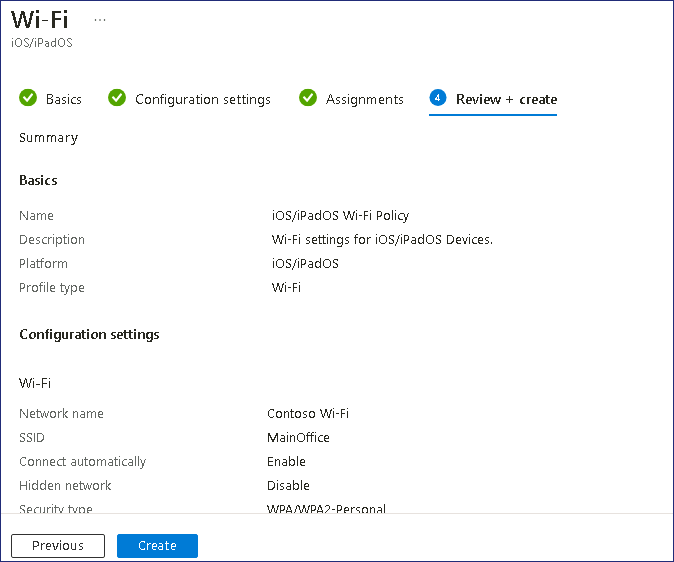 Wi-Fi ...
iOS/iPadOS
Basics Configuration settings Assignments 4 Review + create
Summary
Basics
Name iOS/iPadOS Wi-Fi Policy
Description Wi-Fi settings for iOS/iPadOS Devices.
Platform iOS/iPadOS
Profile type Wi-Fi
Configuration settings
Wi-Fi
Network name Contoso Wi-Fi
SSID MainOffice
Connect automatically Enable
Hidden network Disable
Security type WPA/WPA2-Personal
Previous Create